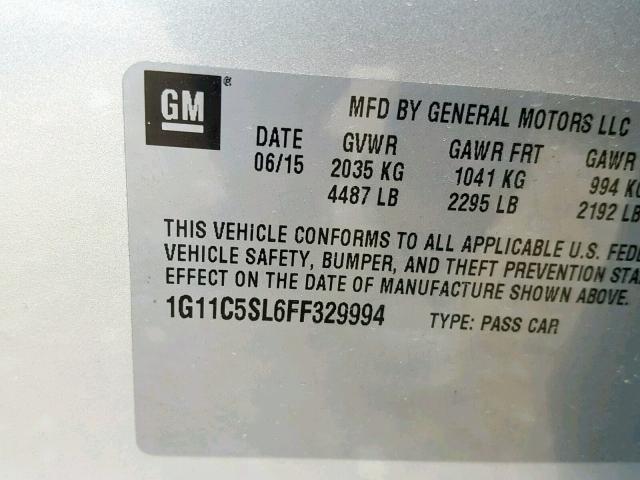 GM®
MFD BY GENERAL MOTORS LLC
DATE GVWR GAWR FRT GAWR
06/15 2035 KG 1041 KG 994 KG
4487 LB 2295 LB 2192 LB
THIS VEHICLE CONFORMS TO ALL APPLICABLE U.S. FEDE
VEHICLE SAFETY, BUMPER, AND THEFT PREVENTION STAN
EFFECT ON THE DATE OF MANUFACTURE SHOWN ABOVE.
1G11C5SL6FF329994 TYPE: PASS CAR